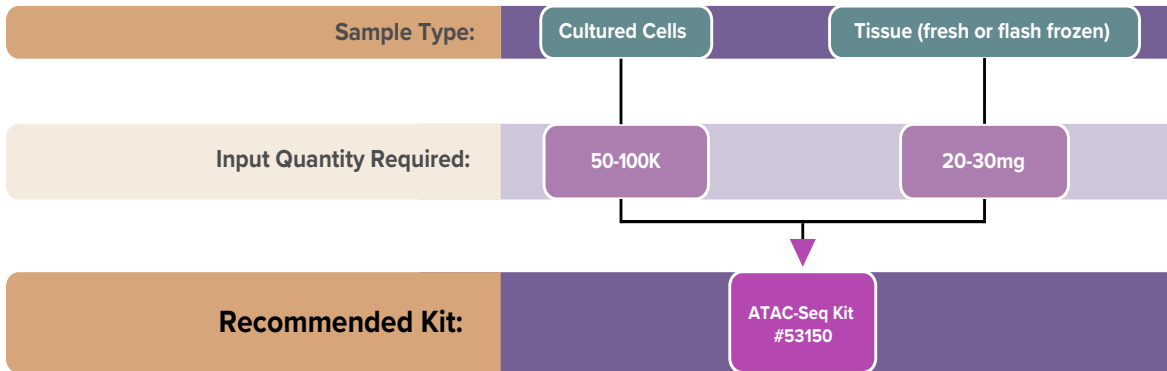 Sample Type:
Cultured Cells
Tissue (fresh or flash frozen)
Input Quantity Required:
50-100K
20-30mg
Recommended Kit:
ATAC-Seq Kit
#53150